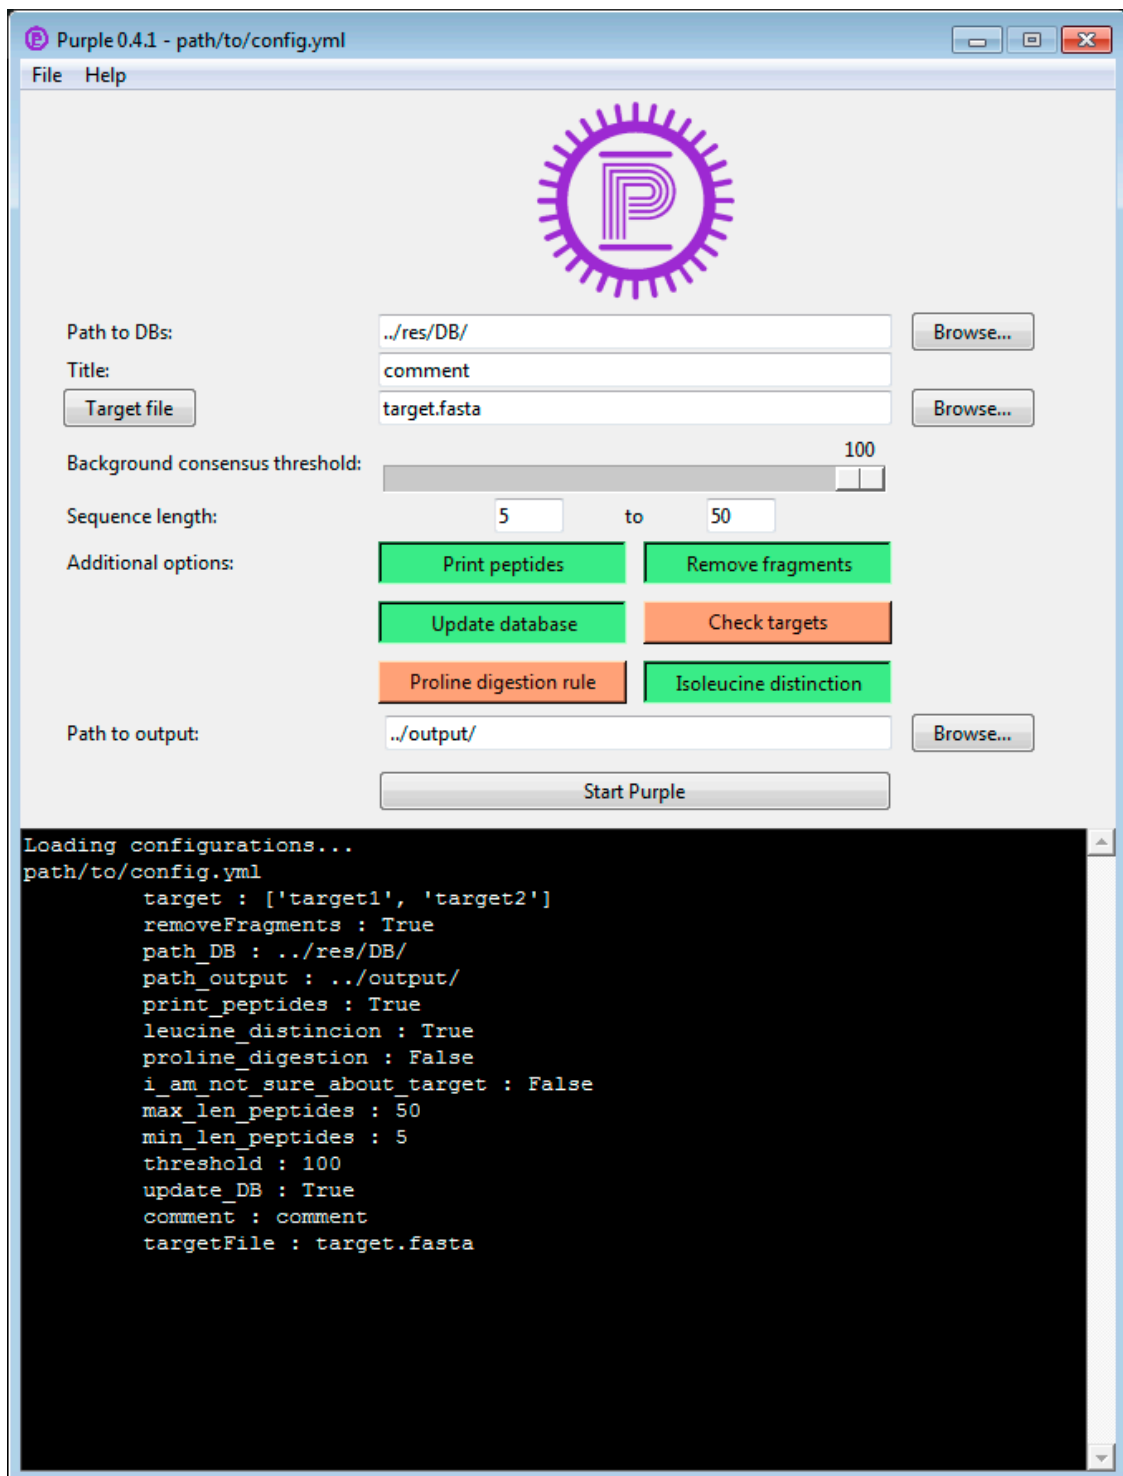 Purple 0.4.1 - path/to/config.yml
File Help
P
Path to DBs: ../res/DB/ Browse...
Title: comment
Target file target.fasta Browse...
100
Background consensus threshold:
Sequence length: 5 to 50
Additional options: Print peptides Remove fragments
Update database Check targets
Proline digestion rule Isoleucine distinction
Path to output: ../output/ Browse...
Start Purple
Loading configurations...
path/to/config.yml
target : ['target1', 'target2']
removeFragments : True
path_DB : ../res/DB/
path_output : ../output/
print_peptides : True
leucine_distincion : True
proline_digestion : False
i_am_not_sure_about_target : False
max_len_peptides : 50
min_len_peptides : 5
threshold : 100
update_DB : True
comment : comment
targetFile : target.fasta